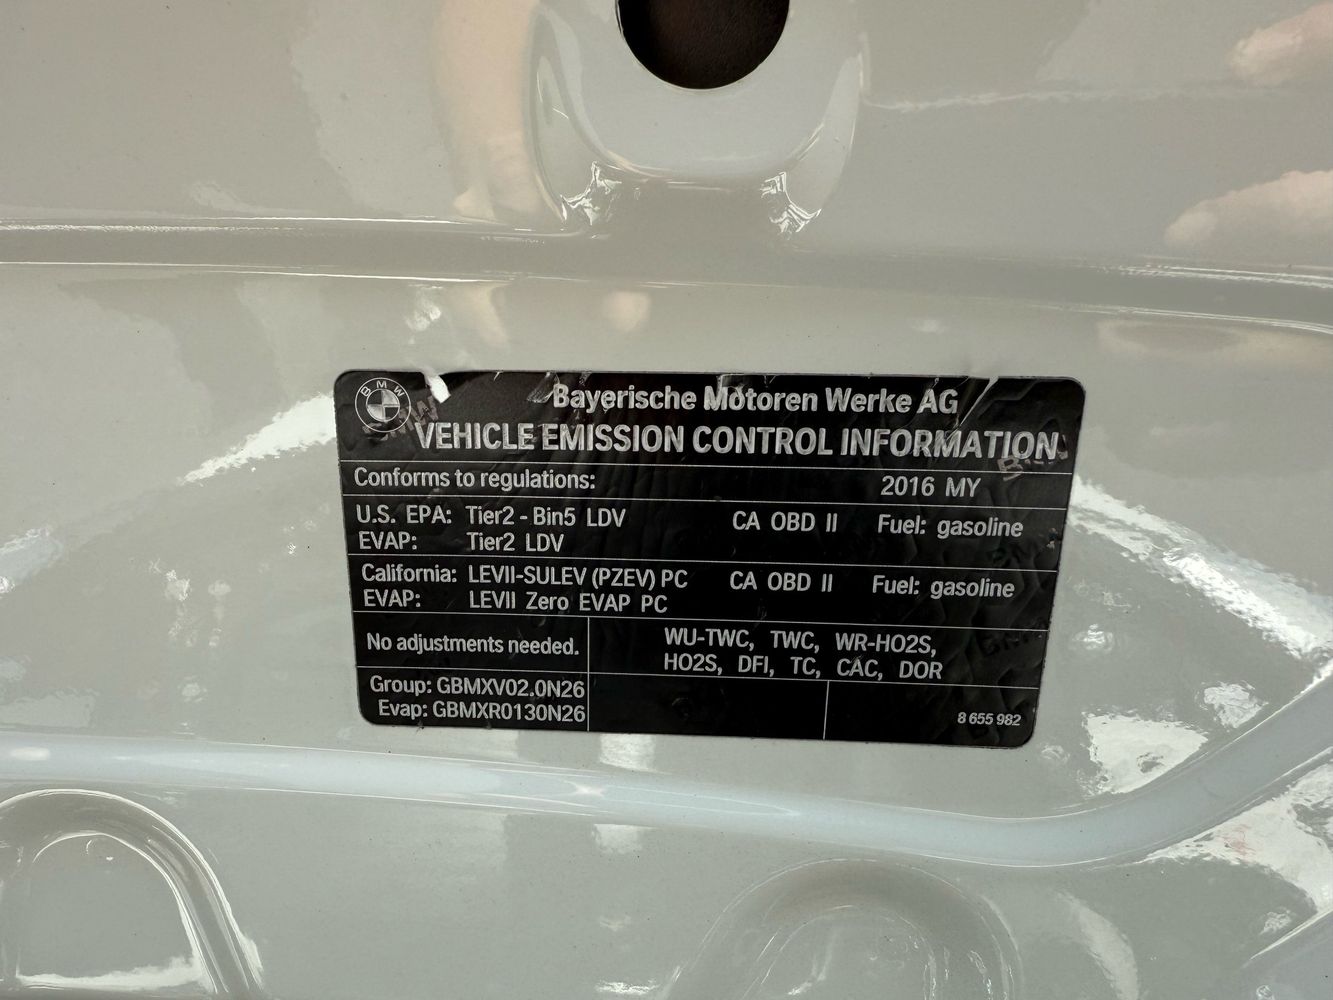 BMW
Bayerische Motoren Werke AG
VEHICLE EMISSION CONTROL INFORMATION
Conforms to regulations: 2016 MY
U.S. EPA: Tier2 - Bin5 LDV CA OBD II Fuel: gasoline
EVAP: Tier2 LDV
California: LEVII-SULEV (PZEV) PC CA OBD II Fuel: gasoline
EVAP: LEVII Zero EVAP PC
No adjustments needed.
WU-TWC, TWC, WR-HO2S,
HO2S, DFI, TC, CAC, DOR
Group: GBMXV02.0N26
Evap: GBMXR0130N26
8 655 982